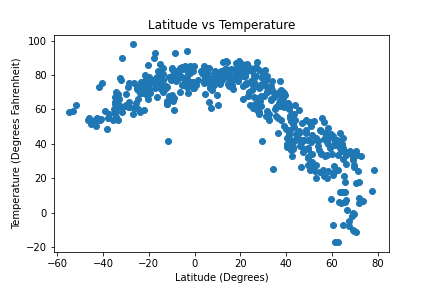 Latitude vs Temperature
Temperature (Degrees Fahrenheit)
100
80
60
40
20
0
−20
−60 −40 −20 0 20 40 60 80
Latitude (Degrees)